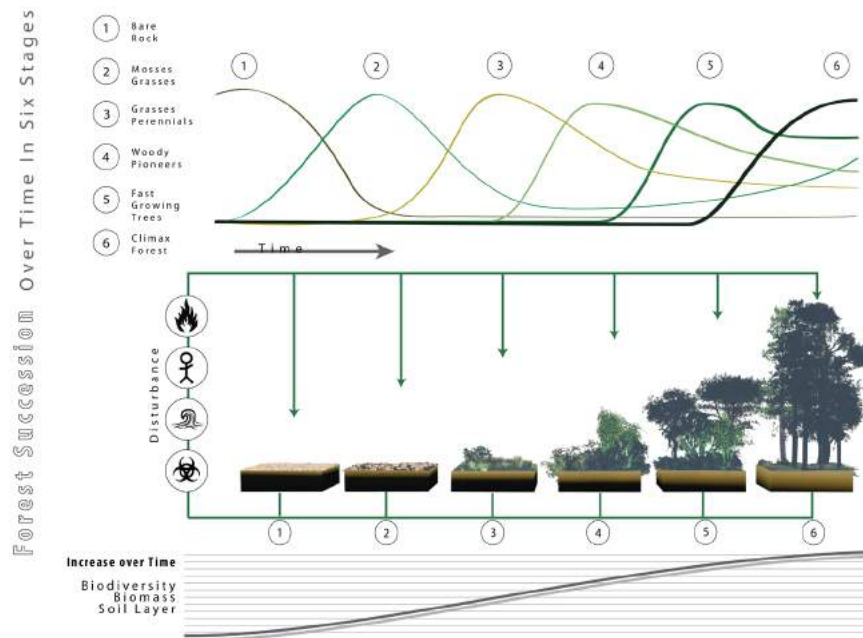 Forest Succession Over Time In Six Stages
1 Bare
Rock
2 Mosses
Grasses
3 Grasses
Perennials
4 Woody
Pioneers
5 Fast
Growing
Trees
6 Climax
Forest
1 2 3 4 5 6
Time
Disturbance
1 2 3 4 5 6
Increase over Time
Biodiversity
Biomass
Soil Layer